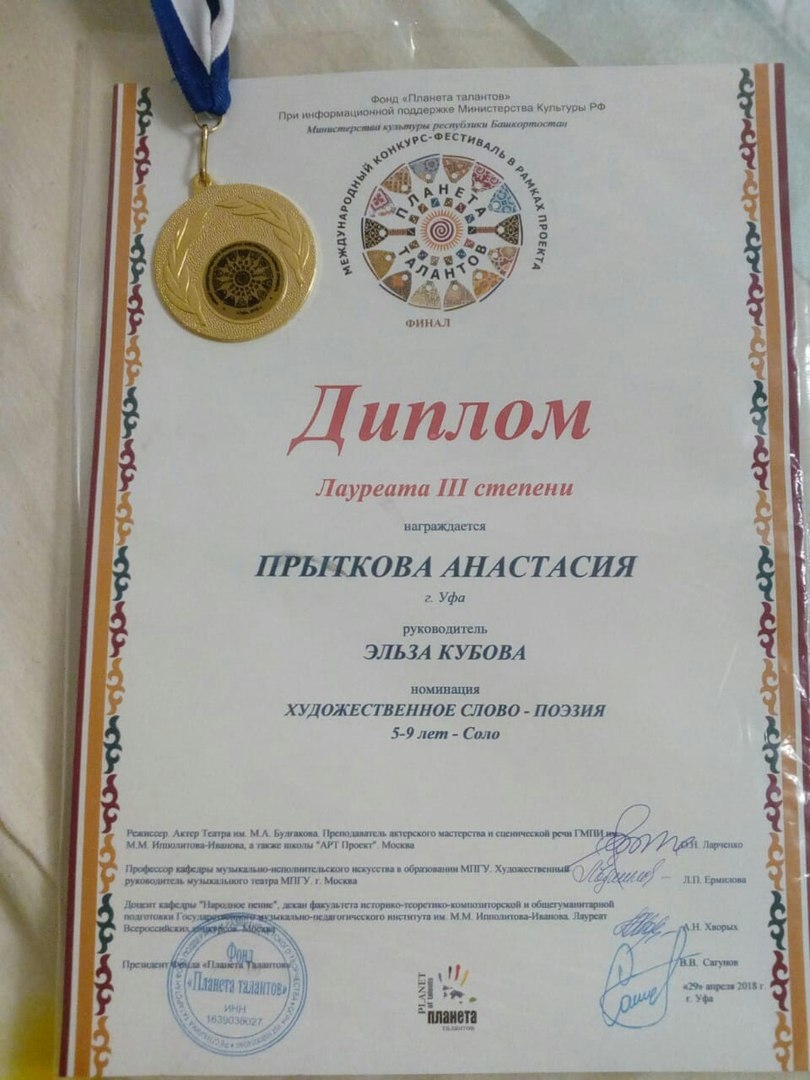 Фонд «Планета талантов»
При информационной поддержке Министерства Культуры РФ
Министерства культуры республики Башкортостан
МЕЖДУНАРОДНЫЙ КОНКУРС-ФЕСТИВАЛЬ В РАМКАХ ПРОЕКТА
ПЛАНЕТА
ТАЛАНТОВ
ФИНАЛ
Диплом
Лауреата III степени
награждается
ПРЫТКОВА АНАСТАСИЯ
г. Уфа
руководитель
ЭЛЬЗА КУБОВА
номинация
ХУДОЖЕСТВЕННОЕ СЛОВО - ПОЭЗИЯ
5-9 лет - Соло
Режиссер. Актер Театра им. М.А. Булгакова. Преподаватель актерского мастерства и сценической речи ГМПИ им.
М.М. Ипполитова-Иванова, а также школы "АРТ Проект". Москва
Ларченко
Профессор кафедры музыкально-исполнительского искусства в образовании МПГУ. Художественный
руководитель музыкального театра МПГУ. г. Москва
Л.П. Ермилова
Доцент кафедры "Народное пение", декан факультета историко-теоретико-композиторской и общегуманитарной
подготовки Государственного музыкально-педагогического института им. М.М. Ипполитова-Иванова. Лауреат
Всероссийских конкурсов. Москва
А.Н. Хворых
Президент Фонда «Планета Талантов»
В.В. Сагунов
Фонд
«Планета талантов»
ИНН
1639038027
PLANET
of talents
планета
талантов
«29» апреля 2018 г.
г. Уфа